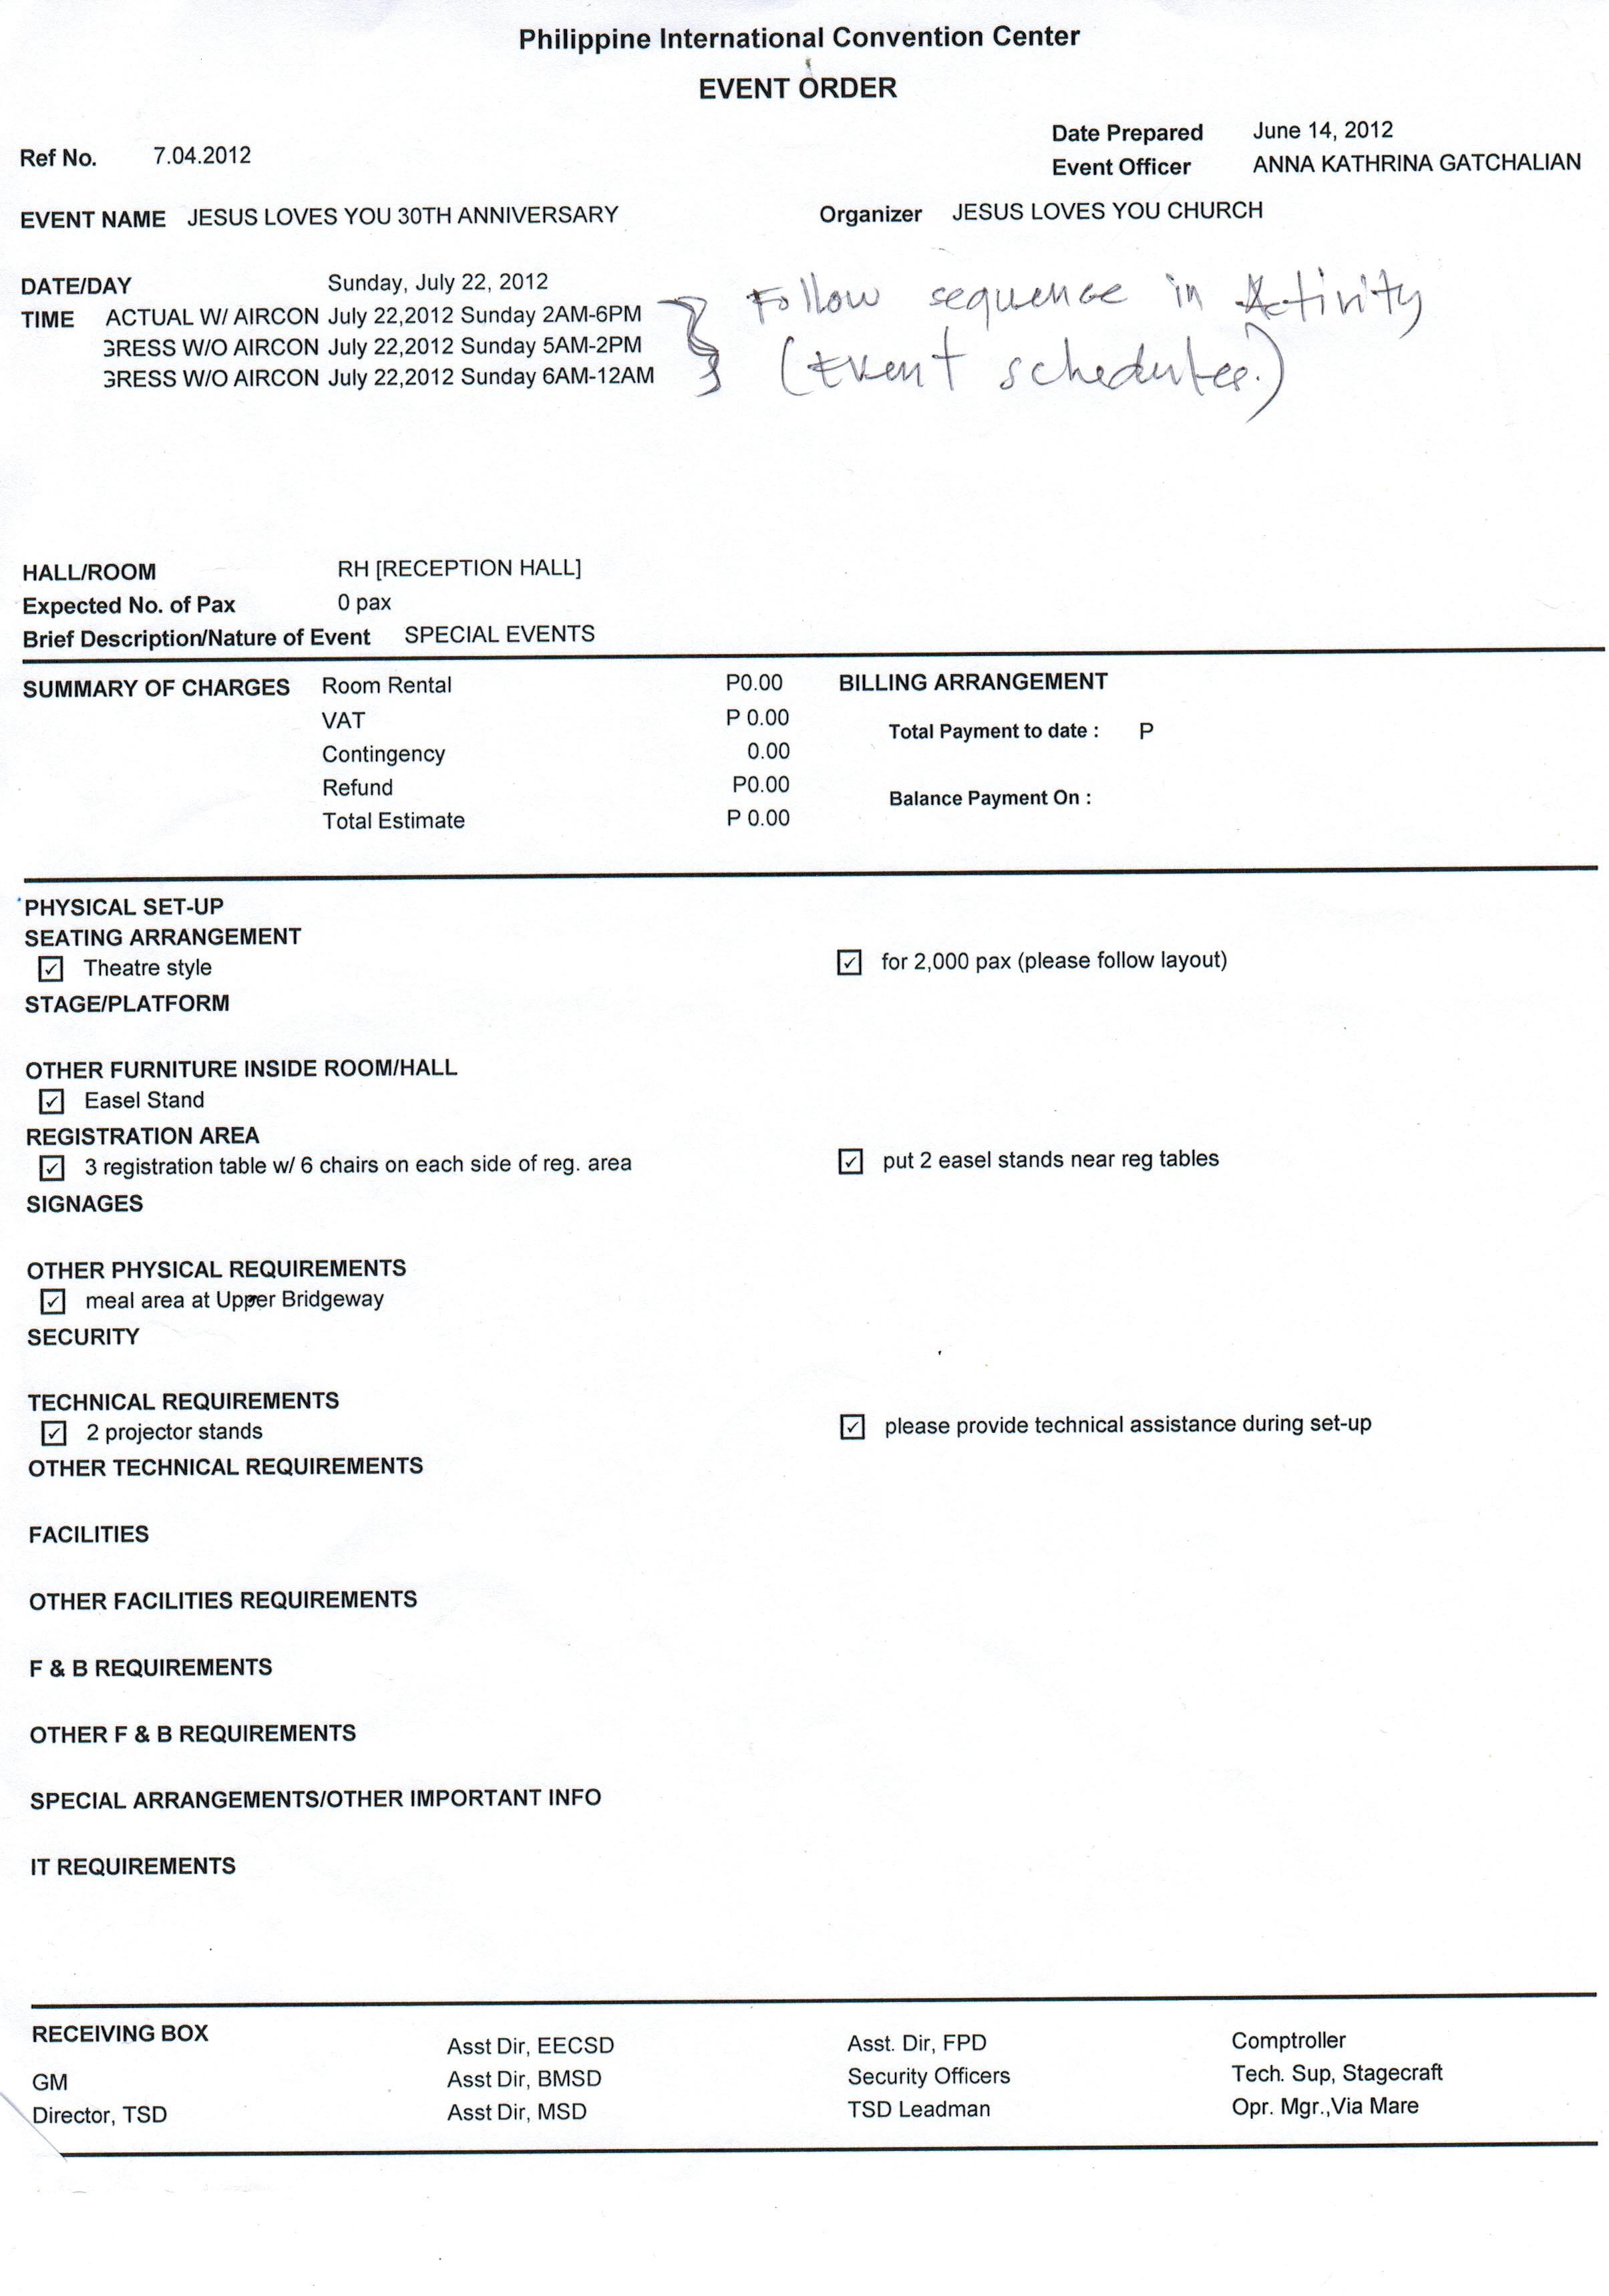 Philippine International Convention Center
EVENT ORDER
Date Prepared June 14, 2012
Ref No. 7.04.2012
Event Officer ANNA KATHRINA GATCHALIAN
EVENT NAME JESUS LOVES YOU 30TH ANNIVERSARY Organizer JESUS LOVES YOU CHURCH
DATE/DAY Sunday, July 22, 2012
TIME ACTUAL W/ AIRCON July 22,2012 Sunday 2AM-6PM
GRESS W/O AIRCON July 22,2012 Sunday 5AM-2PM
GRESS W/O AIRCON July 22,2012 Sunday 6AM-12AM
Follow sequence in Activity
(Event schedules.)
HALL/ROOM RH [RECEPTION HALL]
Expected No. of Pax 0 pax
Brief Description/Nature of Event SPECIAL EVENTS
SUMMARY OF CHARGES Room Rental P0.00 BILLING ARRANGEMENT
VAT P 0.00
Total Payment to date : P
Contingency 0.00
Refund P0.00
Balance Payment On :
Total Estimate P 0.00
PHYSICAL SET-UP
SEATING ARRANGEMENT
☑ Theatre style ☑ for 2,000 pax (please follow layout)
STAGE/PLATFORM
OTHER FURNITURE INSIDE ROOM/HALL
☑ Easel Stand
REGISTRATION AREA
☑ 3 registration table w/ 6 chairs on each side of reg. area ☑ put 2 easel stands near reg tables
SIGNAGES
OTHER PHYSICAL REQUIREMENTS
☑ meal area at Upper Bridgeway
SECURITY
TECHNICAL REQUIREMENTS
☑ 2 projector stands ☑ please provide technical assistance during set-up
OTHER TECHNICAL REQUIREMENTS
FACILITIES
OTHER FACILITIES REQUIREMENTS
F & B REQUIREMENTS
OTHER F & B REQUIREMENTS
SPECIAL ARRANGEMENTS/OTHER IMPORTANT INFO
IT REQUIREMENTS
RECEIVING BOX Asst Dir, EECSD Asst. Dir, FPD Comptroller
GM Asst Dir, BMSD Security Officers Tech. Sup, Stagecraft
Director, TSD Asst Dir, MSD TSD Leadman Opr. Mgr.,Via Mare